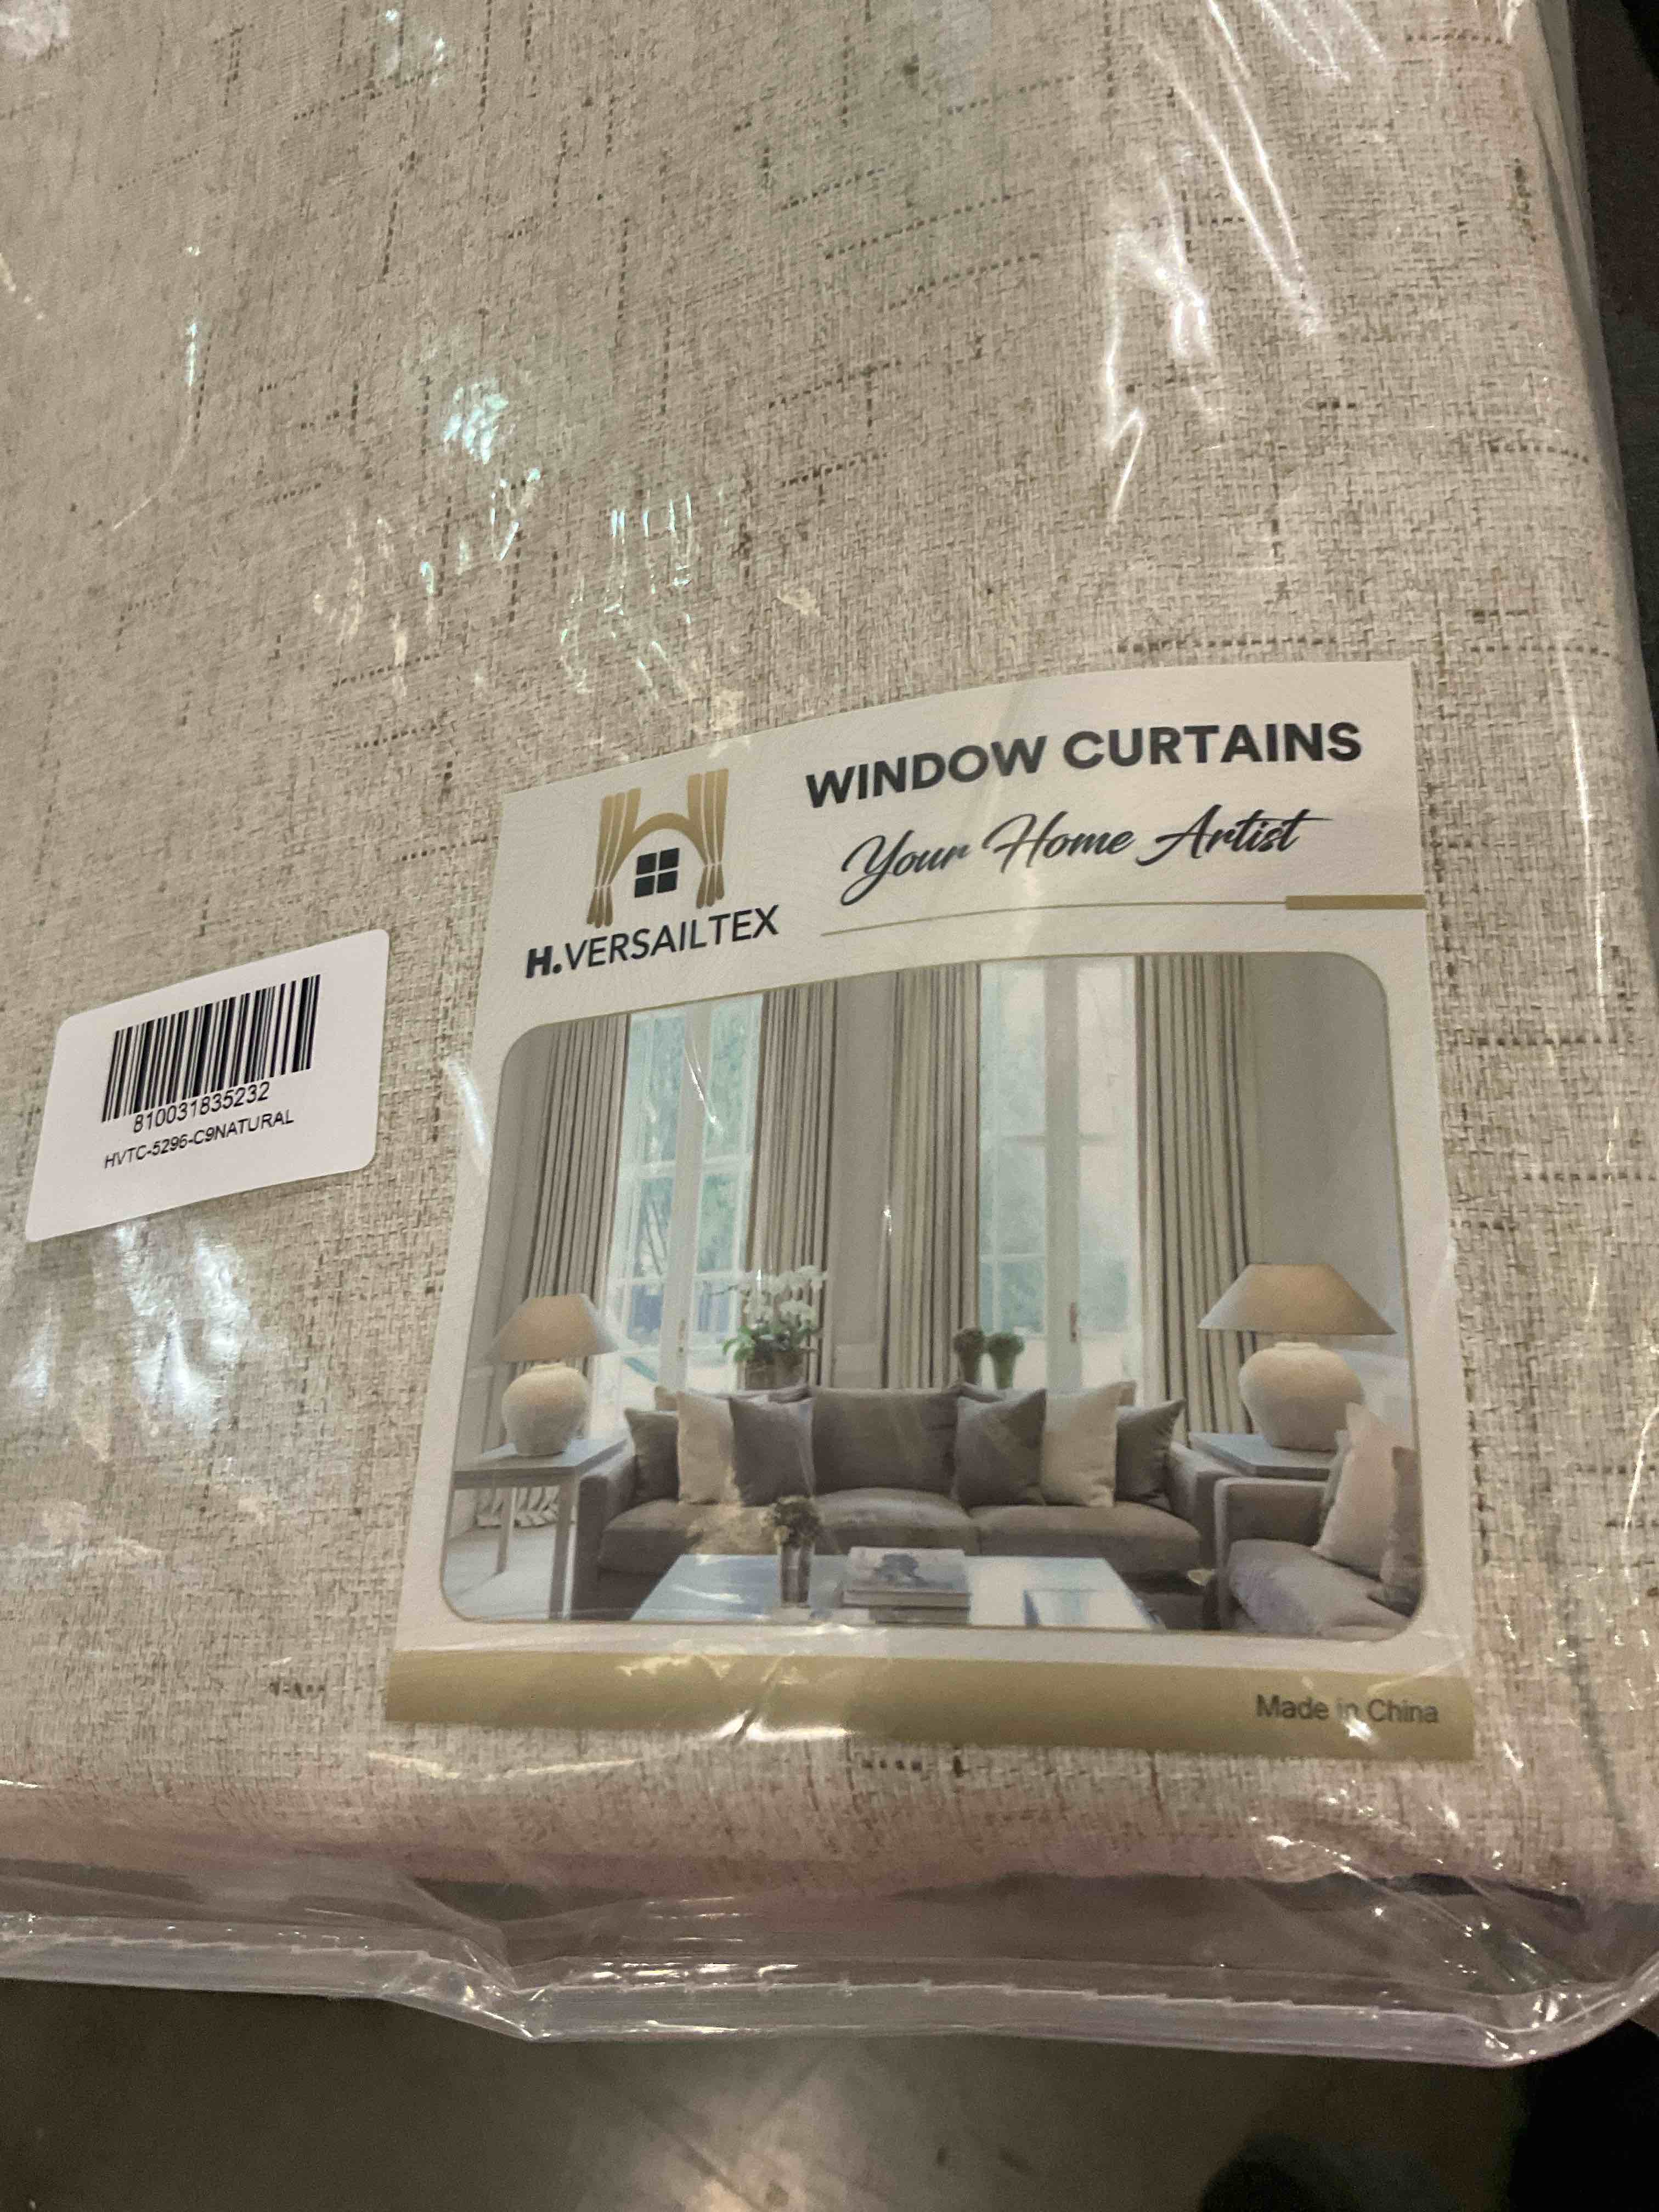 WINDOW CURTAINS
Your Home Artist
H.VERSAILTEX
810031835232
HVTC-5296-C9NATURAL
Made in China